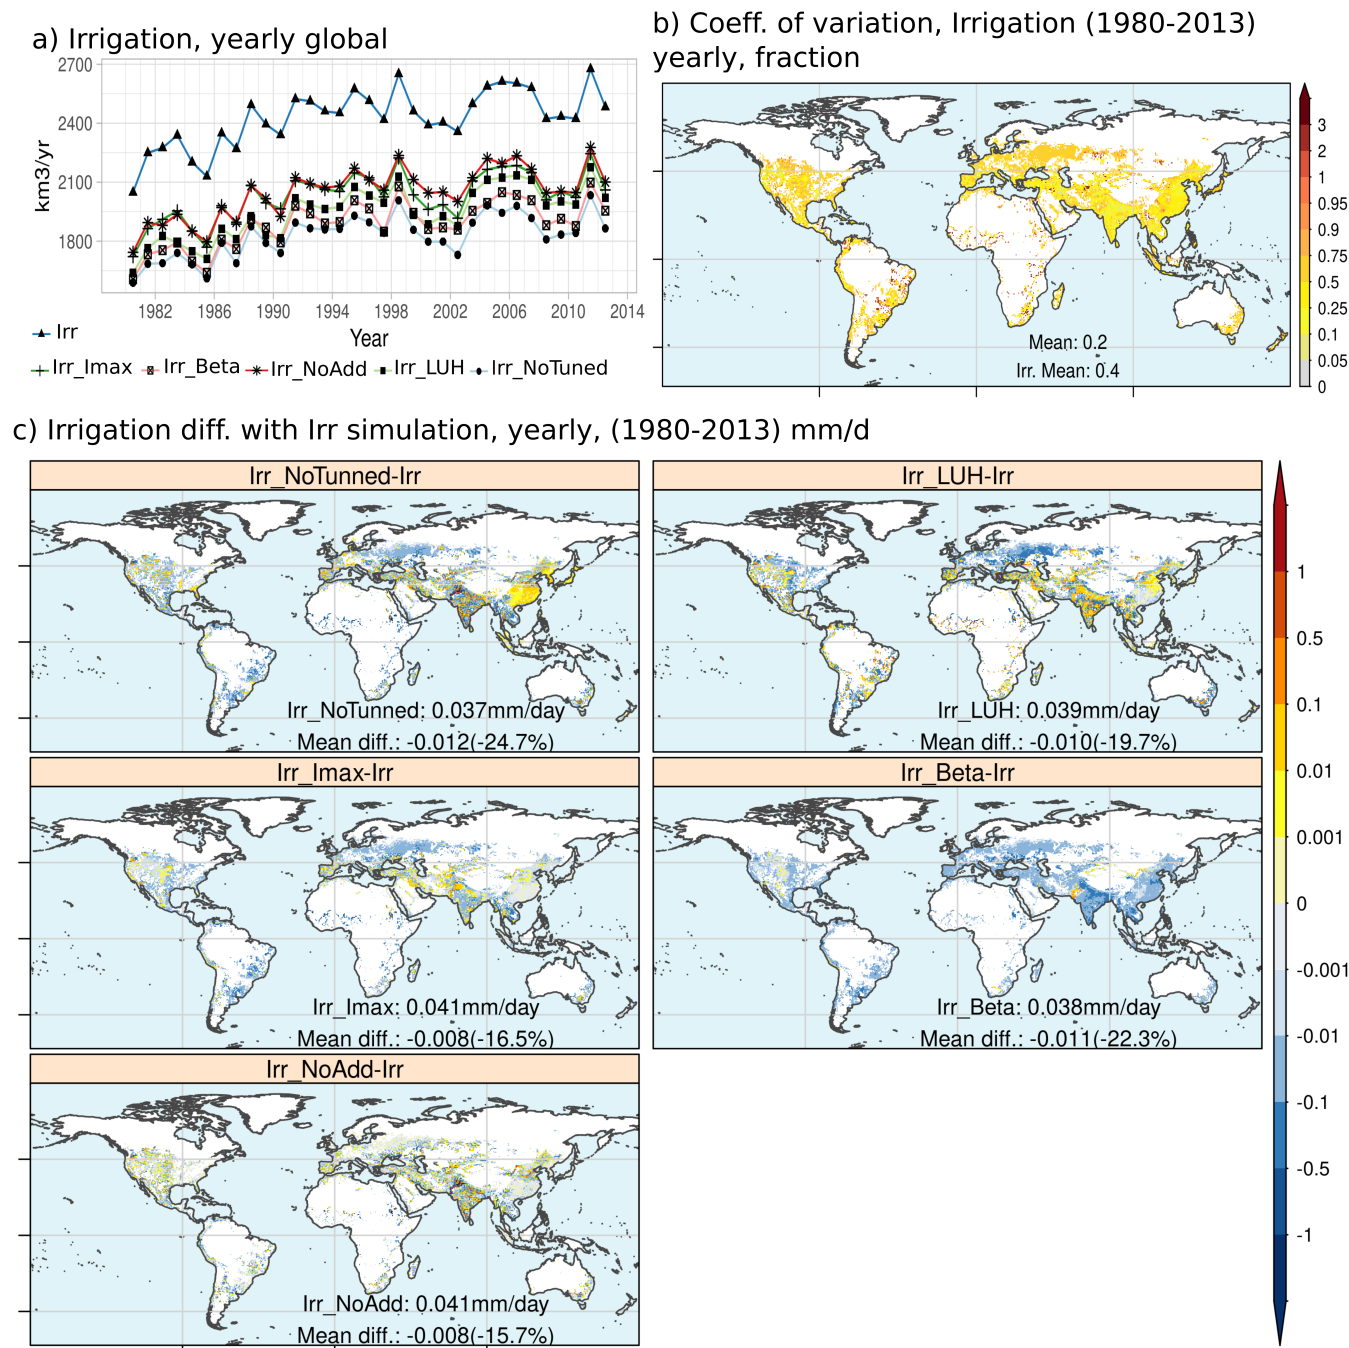 a) Irrigation, yearly global
2700
2400
2100
1800
km3/yr
1982 1986 1990 1994 1998 2002 2006 2010 2014
Year
Irr
Irr_Imax Irr_Beta Irr_NoAdd Irr_LUH Irr_NoTuned
b) Coeff. of variation, Irrigation (1980-2013)
yearly, fraction
3
2
1
0.95
0.9
0.75
0.5
0.25
0.1
0.05
0
Mean: 0.2
Irr. Mean: 0.4
c) Irrigation diff. with Irr simulation, yearly, (1980-2013) mm/d
Irr_NoTunned-Irr
Irr_NoTunned: 0.037mm/day
Mean diff.: -0.012(-24.7%)
Irr_LUH-Irr
Irr_LUH: 0.039mm/day
Mean diff.: -0.010(-19.7%)
Irr_Imax-Irr
Irr_Imax: 0.041mm/day
Mean diff.: -0.008(-16.5%)
Irr_Beta-Irr
Irr_Beta: 0.038mm/day
Mean diff.: -0.011(-22.3%)
Irr_NoAdd-Irr
Irr_NoAdd: 0.041mm/day
Mean diff.: -0.008(-15.7%)
1
0.5
0.1
0.01
0.001
0
-0.001
-0.01
-0.1
-0.5
-1